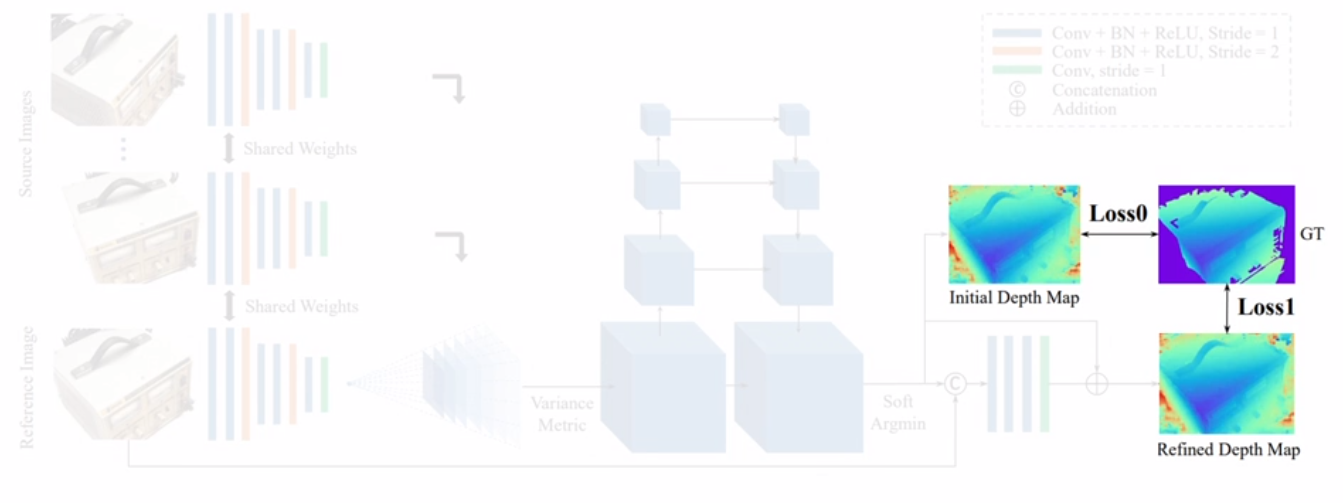 Source Images
Reference Image
Shared Weights
Shared Weights
Variance
Metric
Soft
Argmin
C
Conv + BN + ReLU, Stride = 1
Conv + BN + ReLU, Stride = 2
Conv, stride = 1
C Concatenation
Addition
Loss0
GT
Initial Depth Map
Loss1
Refined Depth Map